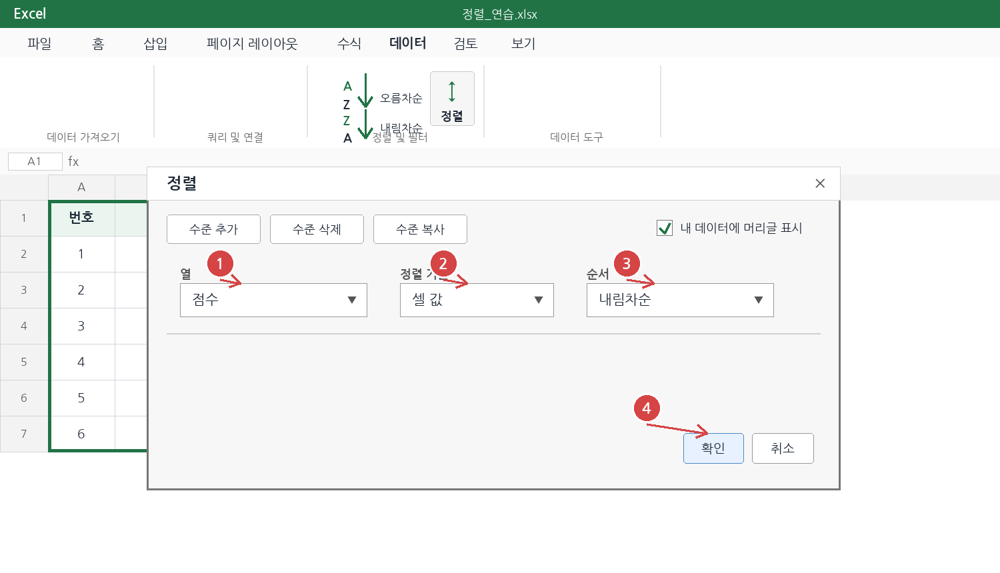 Excel
정렬_연습.xlsx
파일 홈 삽입 페이지 레이아웃 수식 데이터 검토 보기
A
Z
오름차순
Z
A
내림차순
정렬
데이터 가져오기
쿼리 및 연결
정렬 및 필터
데이터 도구
A1 fx
A
정렬
1 번호
2 1
3 2
4 3
5 4
6 5
7 6
수준 추가 수준 삭제 수준 복사
내 데이터에 머리글 표시
1 2 3
열 정렬 순서
점수 셀 값 내림차순
4
확인 취소